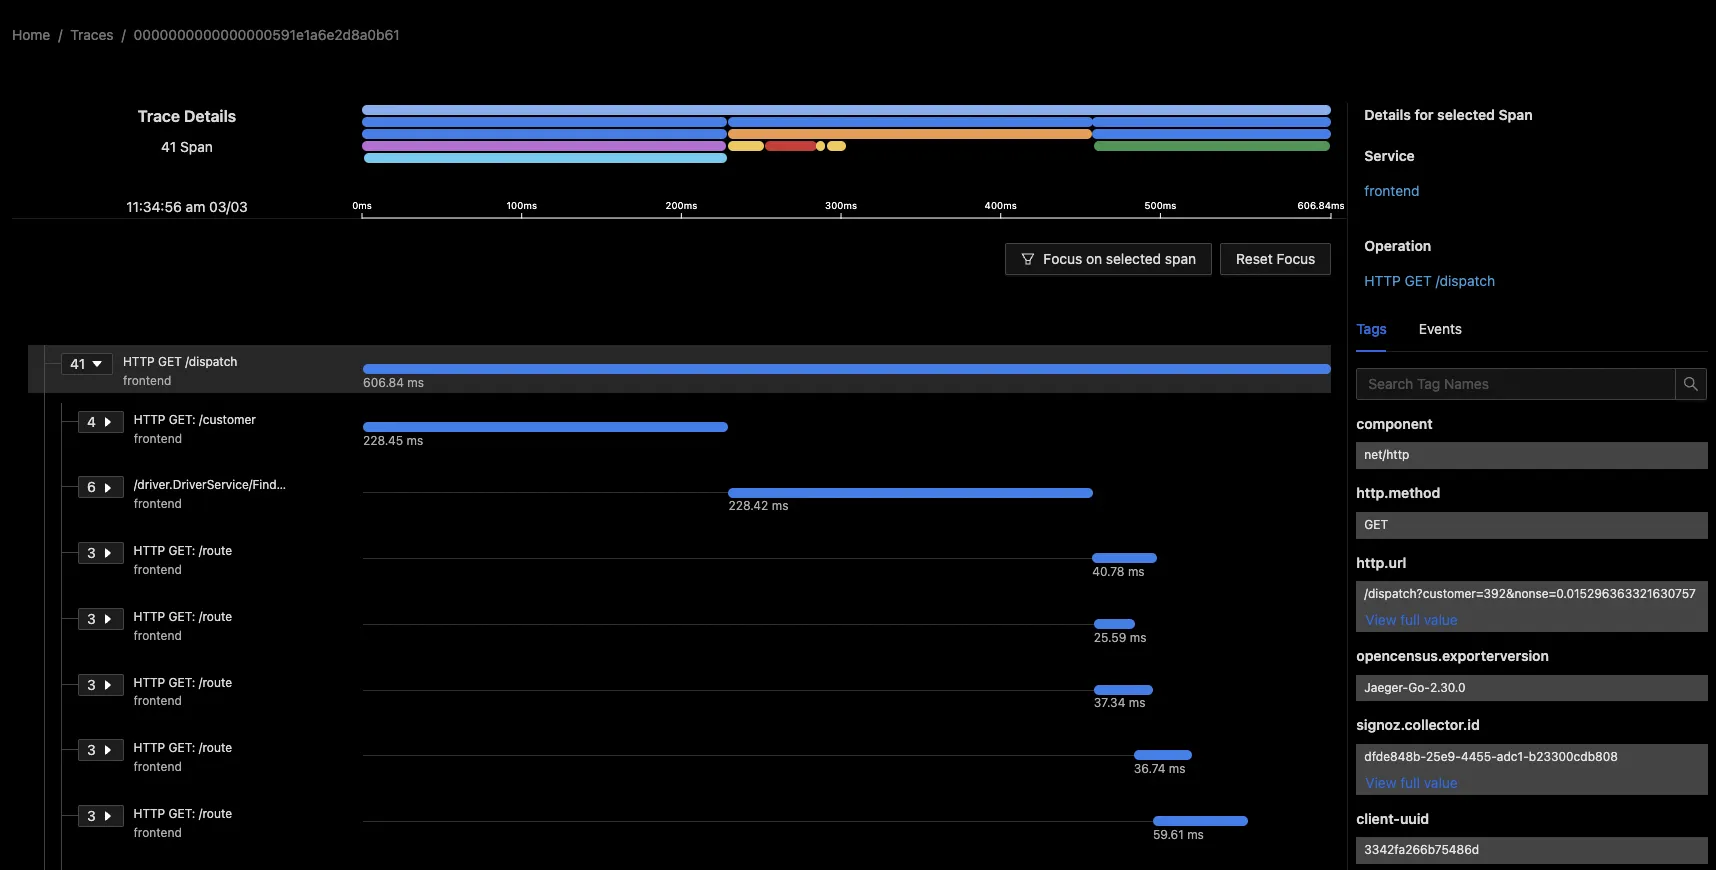 Home / Traces / 0000000000000000591e1a6e2d8a0b61
Trace Details
41 Span
11:34:56 am 03/03
0ms 100ms 200ms 300ms 400ms 500ms 606.84ms
Focus on selected span Reset Focus
41 HTTP GET /dispatch
frontend
606.84 ms
4 HTTP GET: /customer
frontend
228.45 ms
6 /driver.DriverService/Find...
frontend
228.42 ms
3 HTTP GET: /route
frontend
40.78 ms
3 HTTP GET: /route
frontend
25.59 ms
3 HTTP GET: /route
frontend
37.34 ms
3 HTTP GET: /route
frontend
36.74 ms
3 HTTP GET: /route
frontend
59.61 ms
Details for selected Span
Service
frontend
Operation
HTTP GET /dispatch
Tags Events
Search Tag Names
component
net/http
http.method
GET
http.url
/dispatch?customer=392&nonse=0.015296363321630757
View full value
opencensus.exporterversion
Jaeger-Go-2.30.0
signoz.collector.id
dfde848b-25e9-4455-adc1-b23300cdb808
View full value
client-uuid
3342fa266b75486d